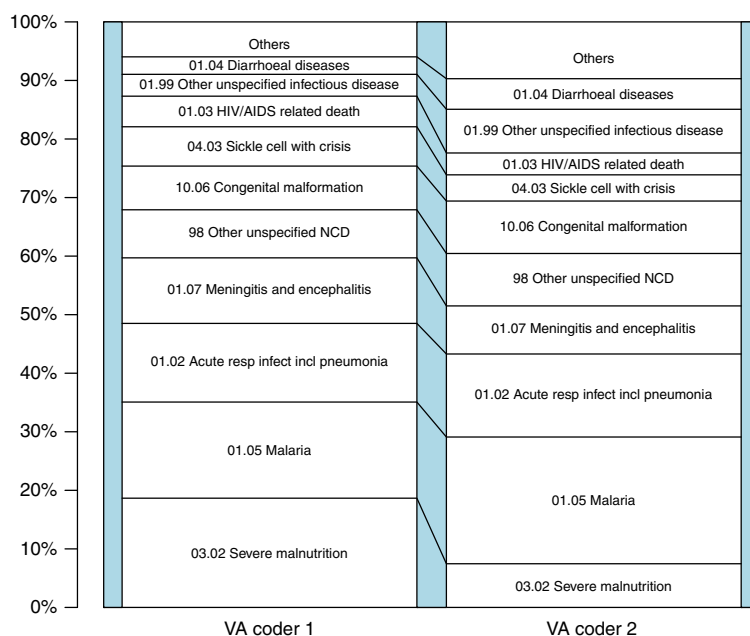 100%
90%
80%
70%
60%
50%
40%
30%
20%
10%
0%
Others
01.04 Diarrhoeal diseases
01.99 Other unspecified infectious disease
01.03 HIV/AIDS related death
04.03 Sickle cell with crisis
10.06 Congenital malformation
98 Other unspecified NCD
01.07 Meningitis and encephalitis
01.02 Acute resp infect incl pneumonia
01.05 Malaria
03.02 Severe malnutrition
VA coder 1
Others
01.04 Diarrhoeal diseases
01.99 Other unspecified infectious disease
01.03 HIV/AIDS related death
04.03 Sickle cell with crisis
10.06 Congenital malformation
98 Other unspecified NCD
01.07 Meningitis and encephalitis
01.02 Acute resp infect incl pneumonia
01.05 Malaria
03.02 Severe malnutrition
VA coder 2